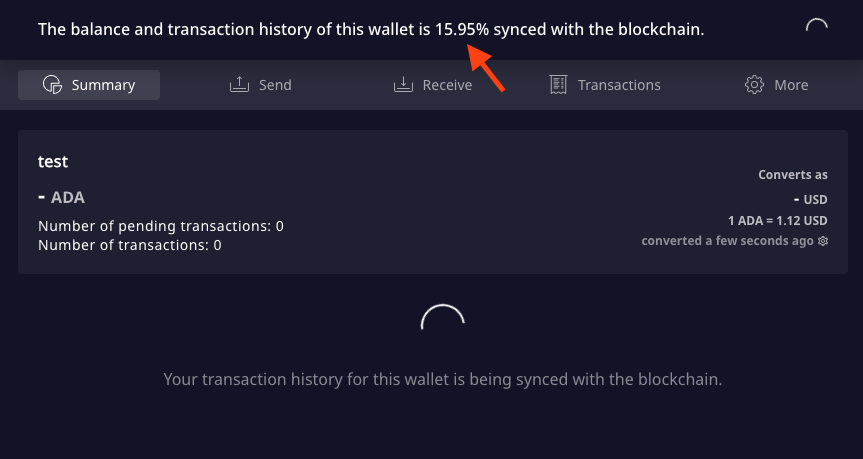 The balance and transaction history of this wallet is 15.95% synced with the blockchain.
Summary
Send
Receive
Transactions
More
test
- ADA
Number of pending transactions: 0
Number of transactions: 0
Converts as
- USD
1 ADA = 1.12 USD
converted a few seconds ago
Your transaction history for this wallet is being synced with the blockchain.